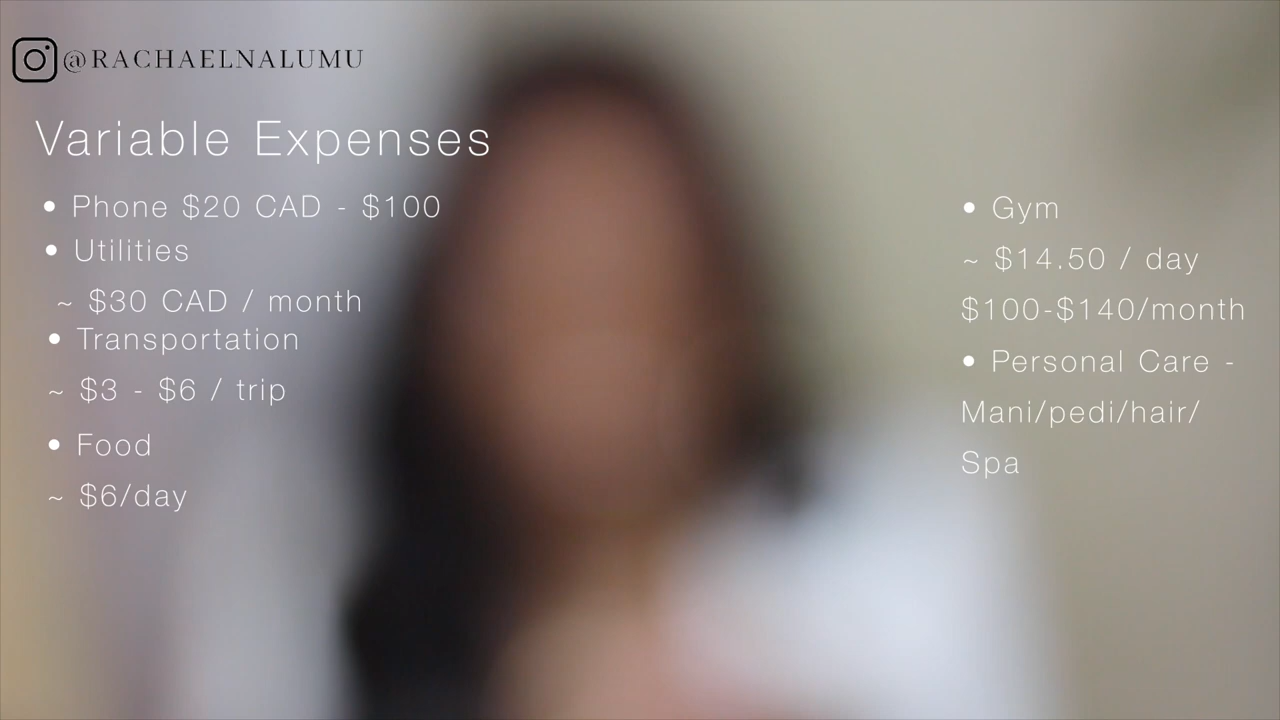 @RACHAELNALUMU
Variable Expenses
• Phone $20 CAD - $100
• Utilities
~ $30 CAD / month
• Transportation
~ $3 - $6 / trip
• Food
~ $6/day
• Gym
~ $14.50 / day
$100-$140/month
• Personal Care -
Mani/pedi/hair/
Spa